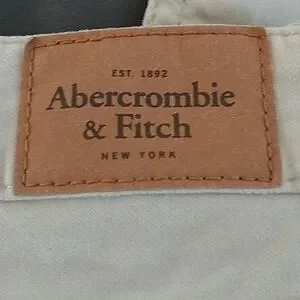 EST. 1892
Abercrombie
& Fitch
NEW YORK